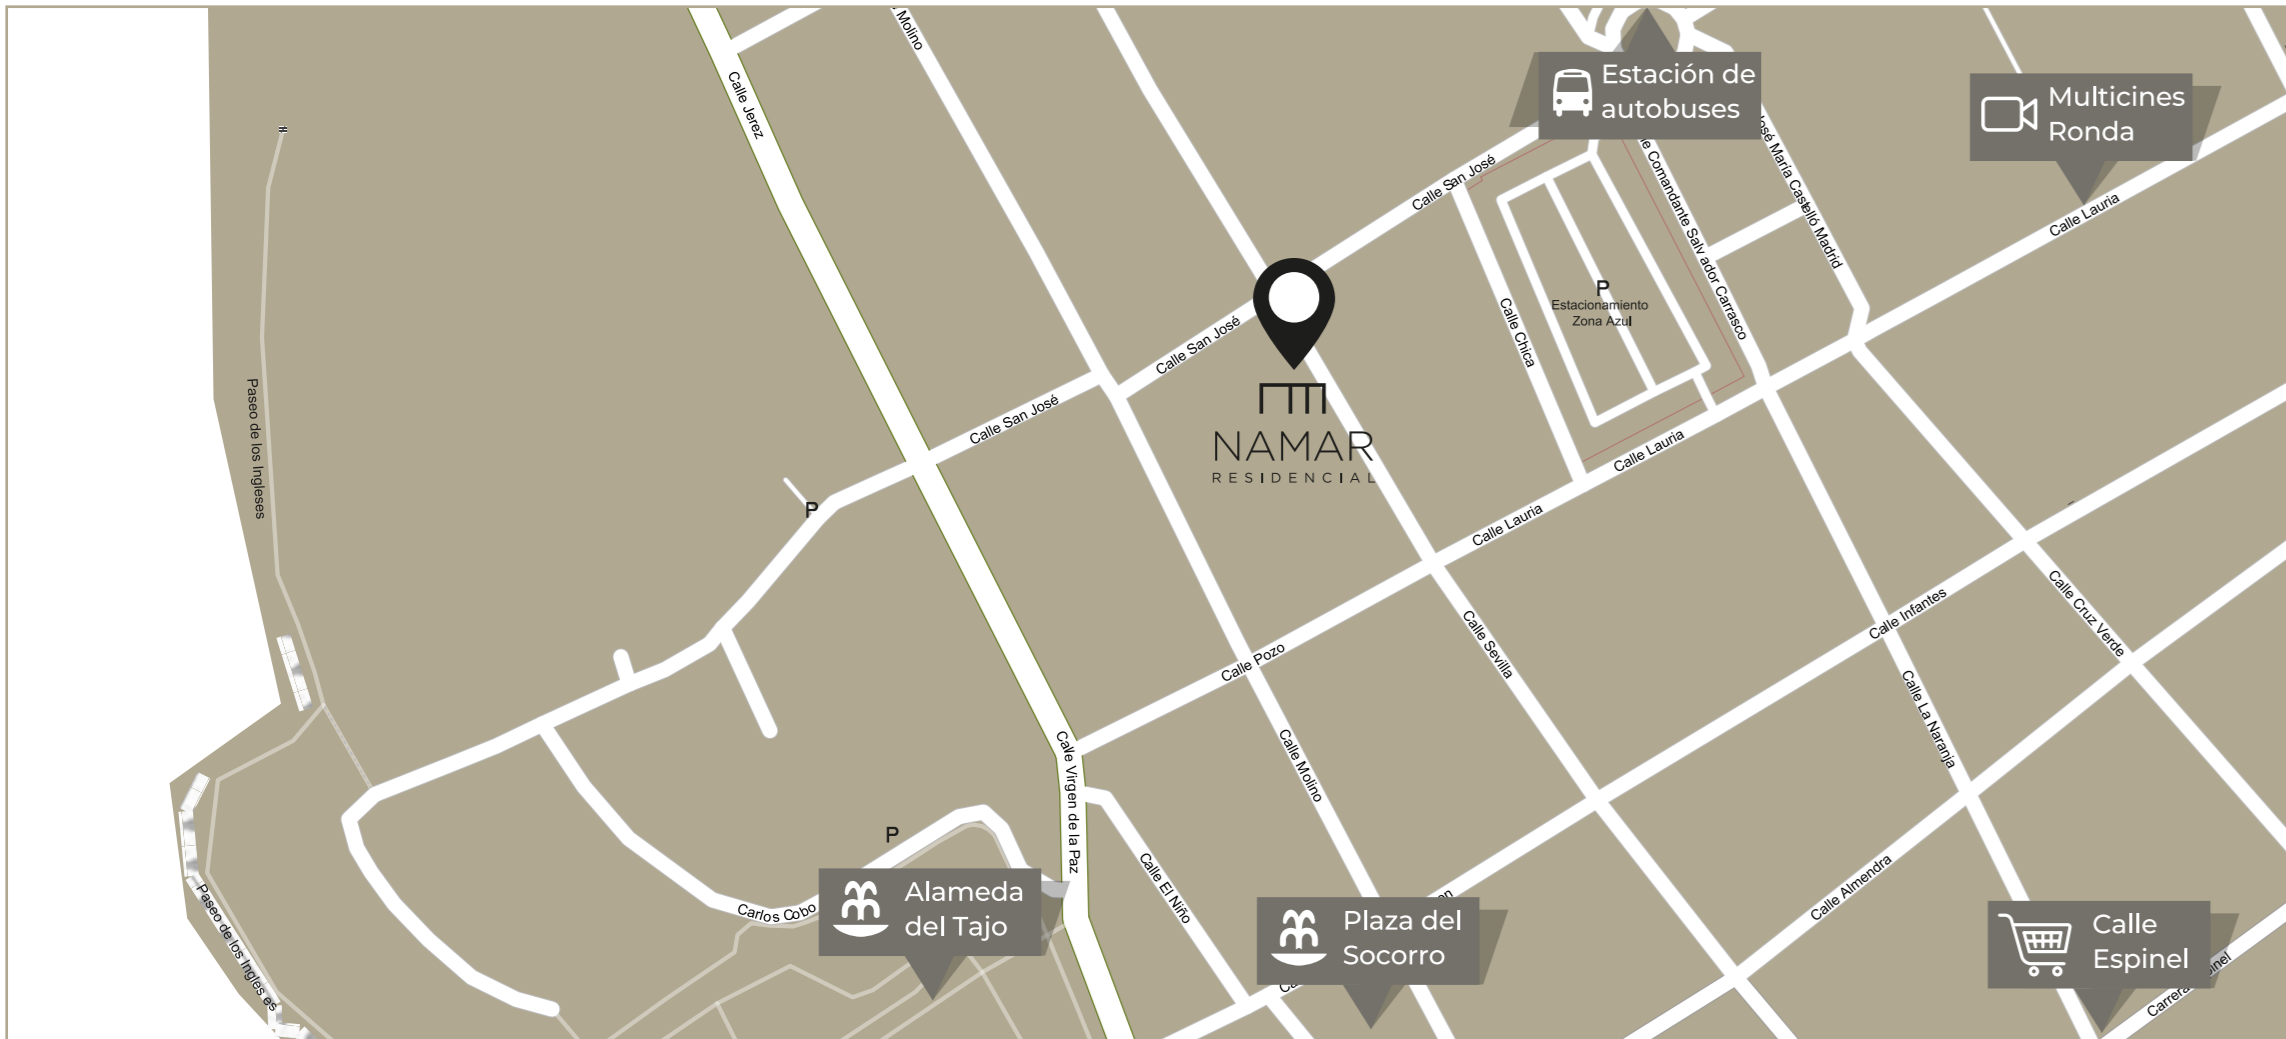 Molino
Calle Jerez
Estación de
autobuses
Multicines
Ronda
José María Castelló Madrid
Comandante Salvador Carrasco
Calle San José
Calle Lauria
P
Estacionamiento
Zona Azul
Calle Chica
Calle San José
Calle San José
NAMAR
RESIDENCIAL
Paseo de los Ingleses
P
Calle Lauria
Calle Lauria
Calle Infantes
Calle Cruz Verde
Calle Sevilla
Calle Pozo
Calle La Naranja
Calle Molino
Calle Virgen de la Paz
P
Calle El Niño
Calle Almendra
Carlos Cobo
Alameda
del Tajo
Plaza del
Socorro
Calle
Espinel
Paseo de los Ingleses